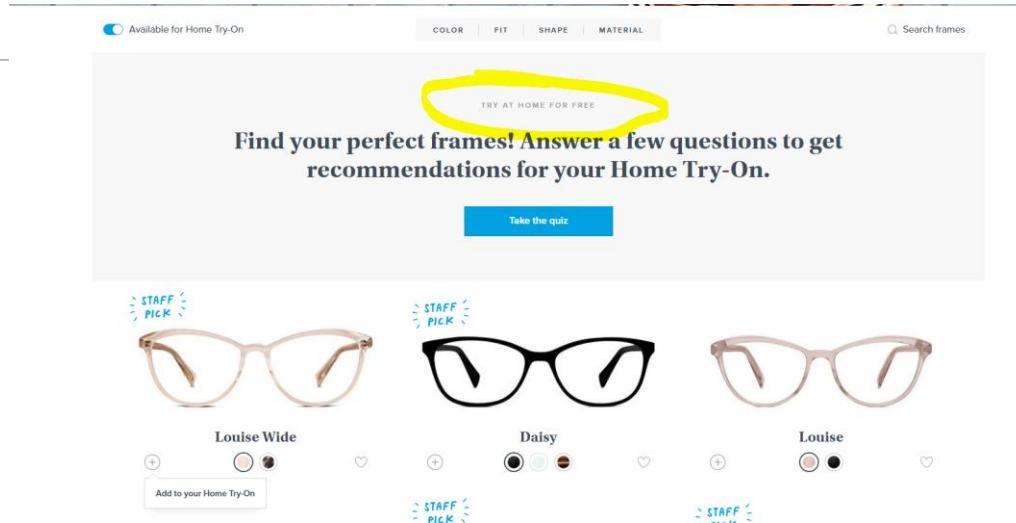 Available for Home Try-On
COLOR FIT SHAPE MATERIAL
Search frames
TRY AT HOME FOR FREE
Find your perfect frames! Answer a few questions to get
recommendations for your Home Try-On.
Take the quiz
STAFF
PICK
STAFF
PICK
Louise Wide
Daisy
Louise
Add to your Home Try-On
STAFF
PICK
STAFF